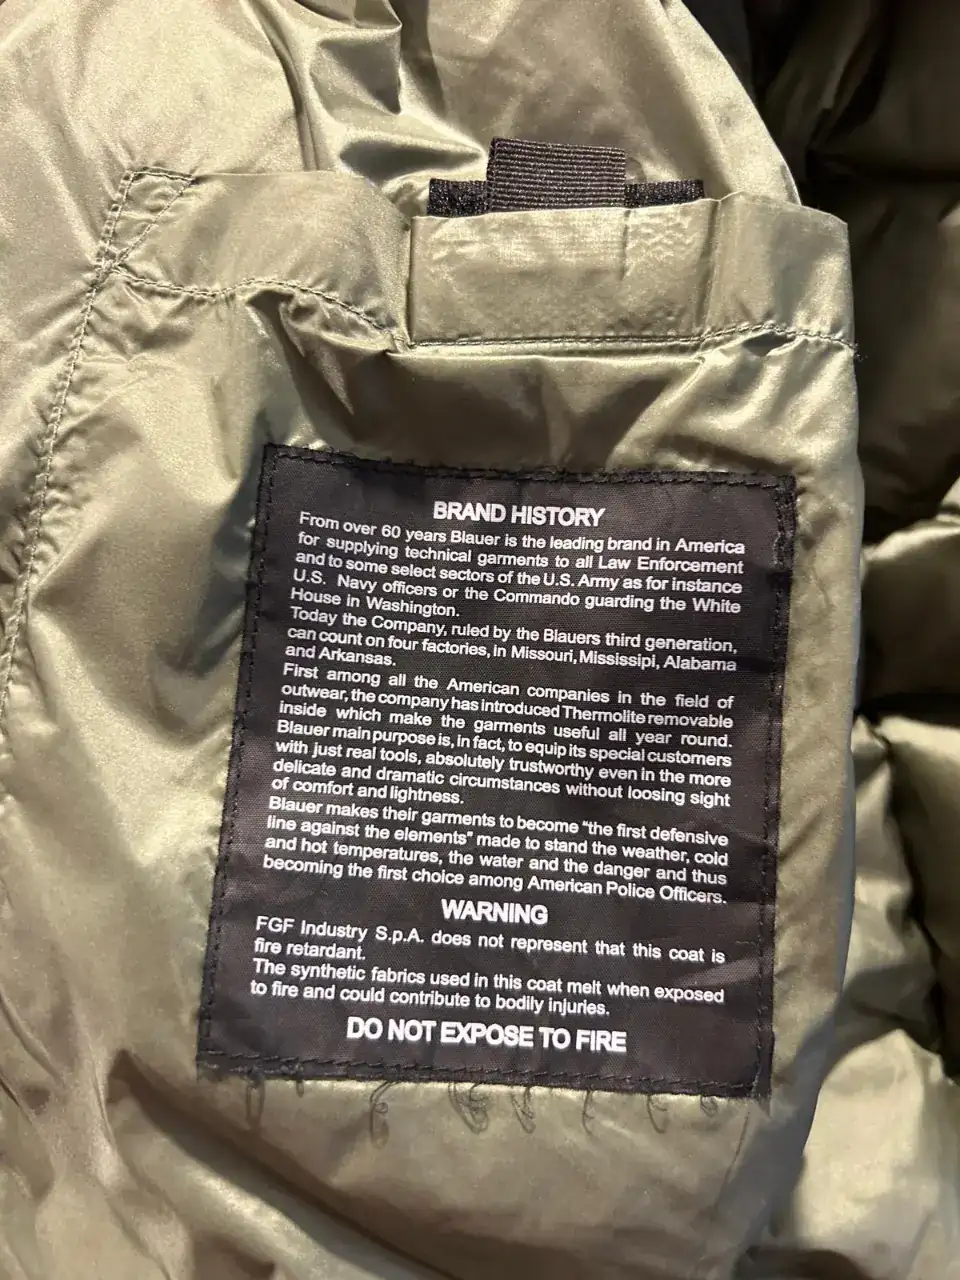 BRAND HISTORY
From over 60 years Blauer is the leading brand in America
for supplying technical garments to all Law Enforcement
and to some select sectors of the U.S. Army as for instance
U.S. Navy officers or the Commando guarding the White
House in Washington.
Today the Company, ruled by the Blauers third generation,
can count on four factories, in Missouri, Mississipi, Alabama
and Arkansas.
First among all the American companies in the field of
outwear, the company has introduced Thermolite removable
inside which make the garments useful all year round.
Blauer main purpose is, in fact, to equip its special customers
with just real tools, absolutely trustworthy even in the more
delicate and dramatic circumstances without loosing sight
of comfort and lightness.
Blauer makes their garments to become “the first defensive
line against the elements” made to stand the weather, cold
and hot temperatures, the water and the danger and thus
becoming the first choice among American Police Officers.
WARNING
FGF Industry S.p.A. does not represent that this coat is
fire retardant.
The synthetic fabrics used in this coat melt when exposed
to fire and could contribute to bodily injuries.
DO NOT EXPOSE TO FIRE